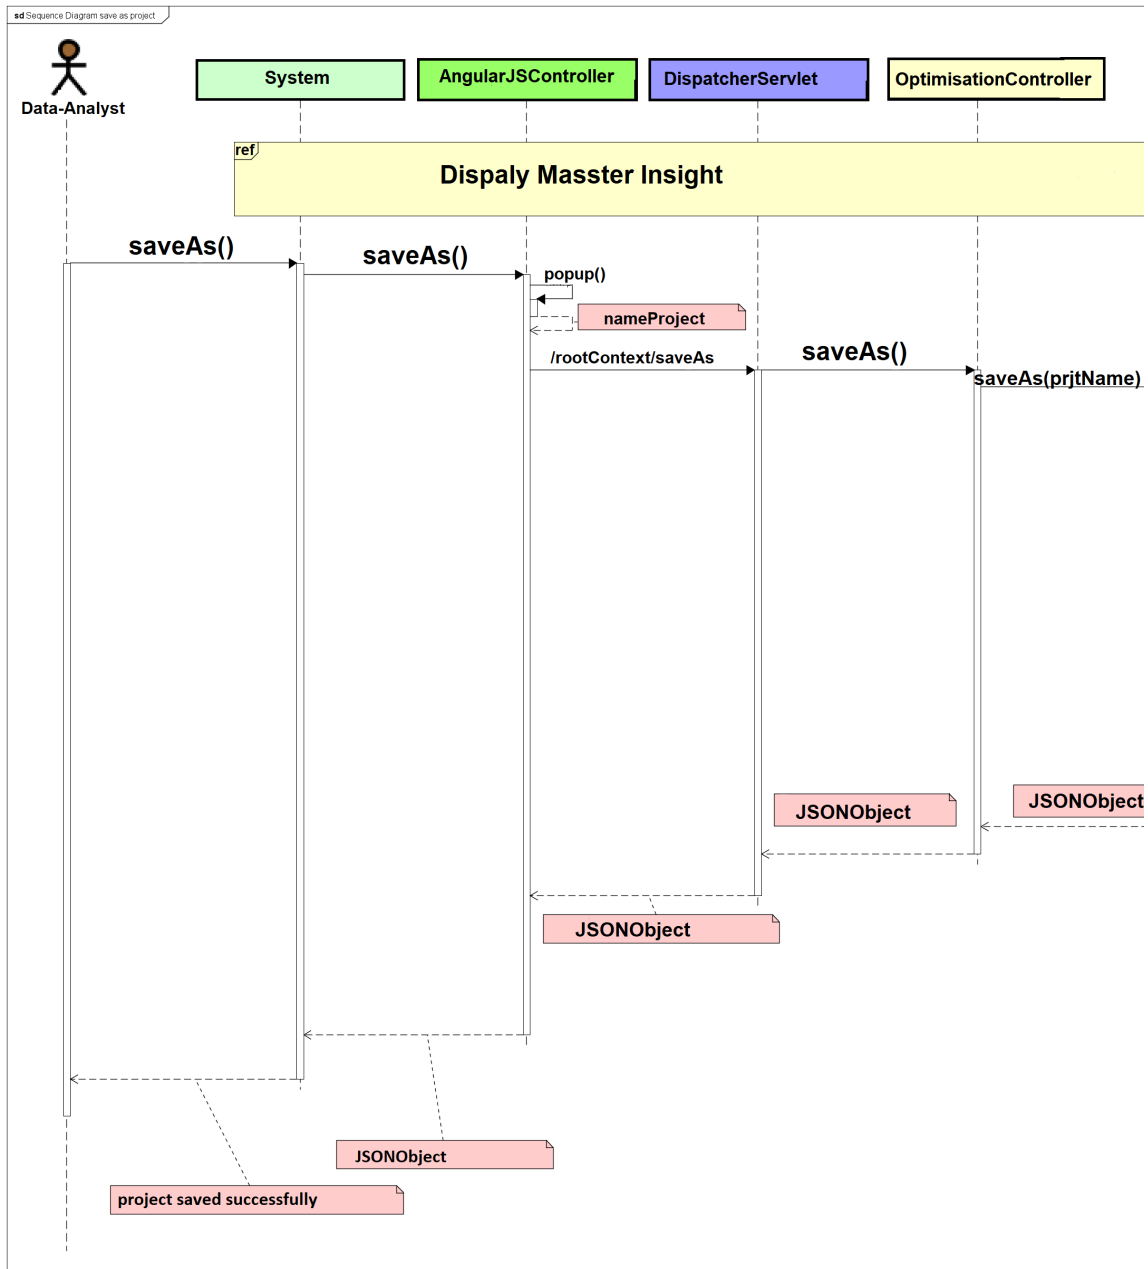 sd Sequence Diagram save as project
Data-Analyst
System
AngularJSController
DispatcherServlet
OptimisationController
ref
Dispaly Masster Insight
saveAs()
saveAs()
popup()
nameProject
/rootContext/saveAs
saveAs()
saveAs(prjtName)
JSONObject
JSONObject
JSONObject
JSONObject
project saved successfully